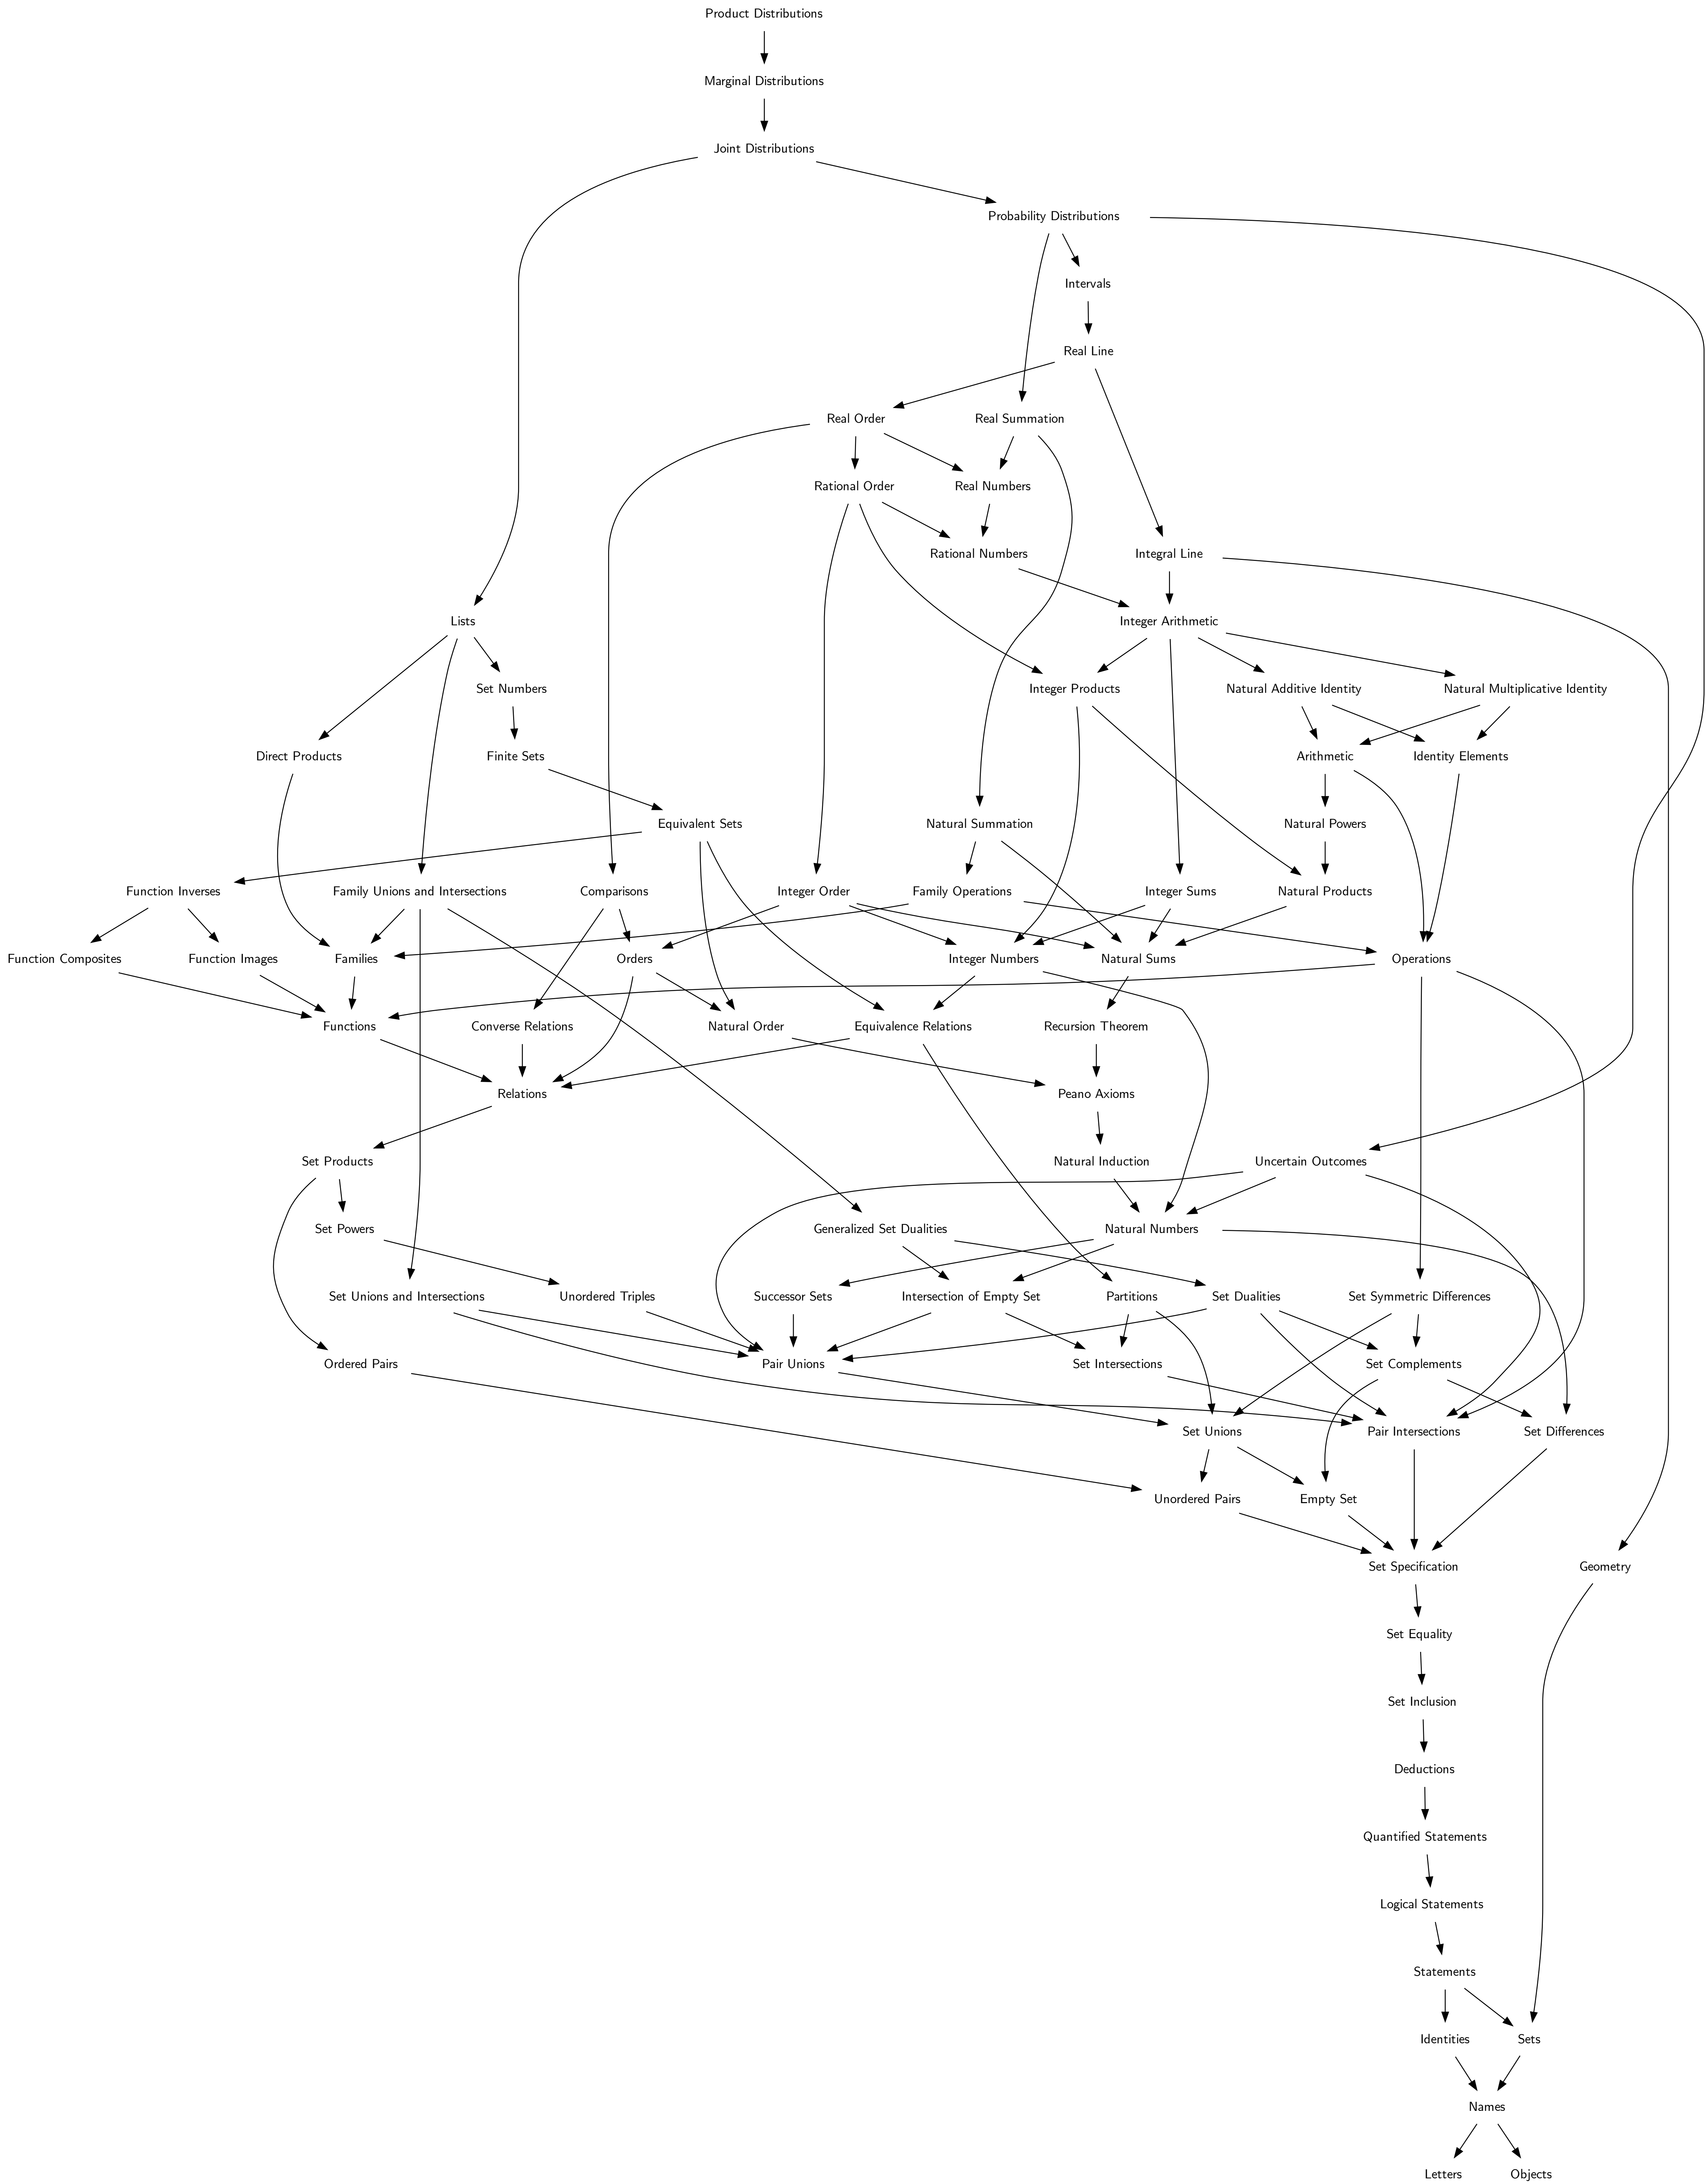 Product Distributions
Marginal Distributions
Joint Distributions
Probability Distributions
Intervals
Real Line
Real Order
Real Summation
Rational Order
Real Numbers
Rational Numbers
Integral Line
Lists
Integer Arithmetic
Set Numbers
Integer Products
Natural Additive Identity
Natural Multiplicative Identity
Direct Products
Finite Sets
Arithmetic
Identity Elements
Equivalent Sets
Natural Summation
Natural Powers
Function Inverses
Family Unions and Intersections
Comparisons
Integer Order
Family Operations
Integer Sums
Natural Products
Function Composites
Function Images
Families
Orders
Integer Numbers
Natural Sums
Operations
Functions
Converse Relations
Natural Order
Equivalence Relations
Recursion Theorem
Relations
Peano Axioms
Set Products
Natural Induction
Uncertain Outcomes
Set Powers
Generalized Set Dualities
Natural Numbers
Set Unions and Intersections
Unordered Triples
Successor Sets
Intersection of Empty Set
Partitions
Set Dualities
Set Symmetric Differences
Ordered Pairs
Pair Unions
Set Intersections
Set Complements
Set Unions
Pair Intersections
Set Differences
Unordered Pairs
Empty Set
Set Specification
Geometry
Set Equality
Set Inclusion
Deductions
Quantified Statements
Logical Statements
Statements
Identities
Sets
Names
Letters
Objects